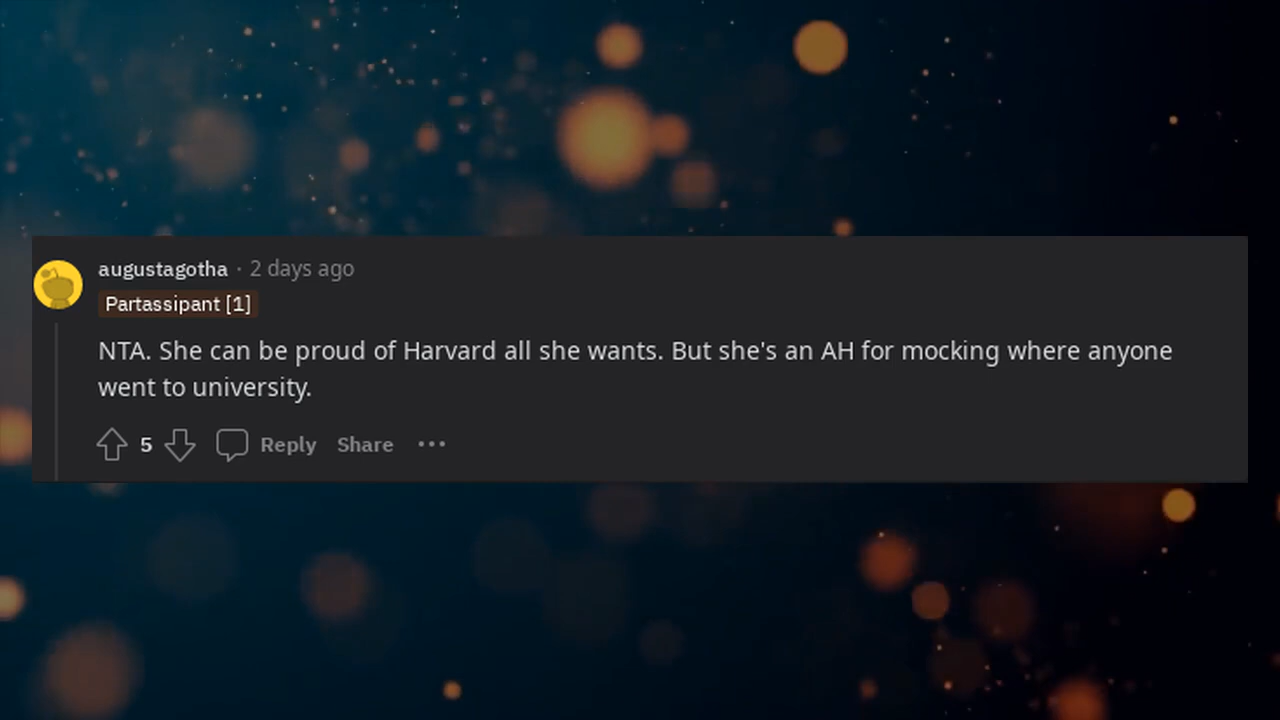 augustagotha · 2 days ago
Partassipant [1]
NTA. She can be proud of Harvard all she wants. But she's an AH for mocking where anyone
went to university.
5 Reply Share ···